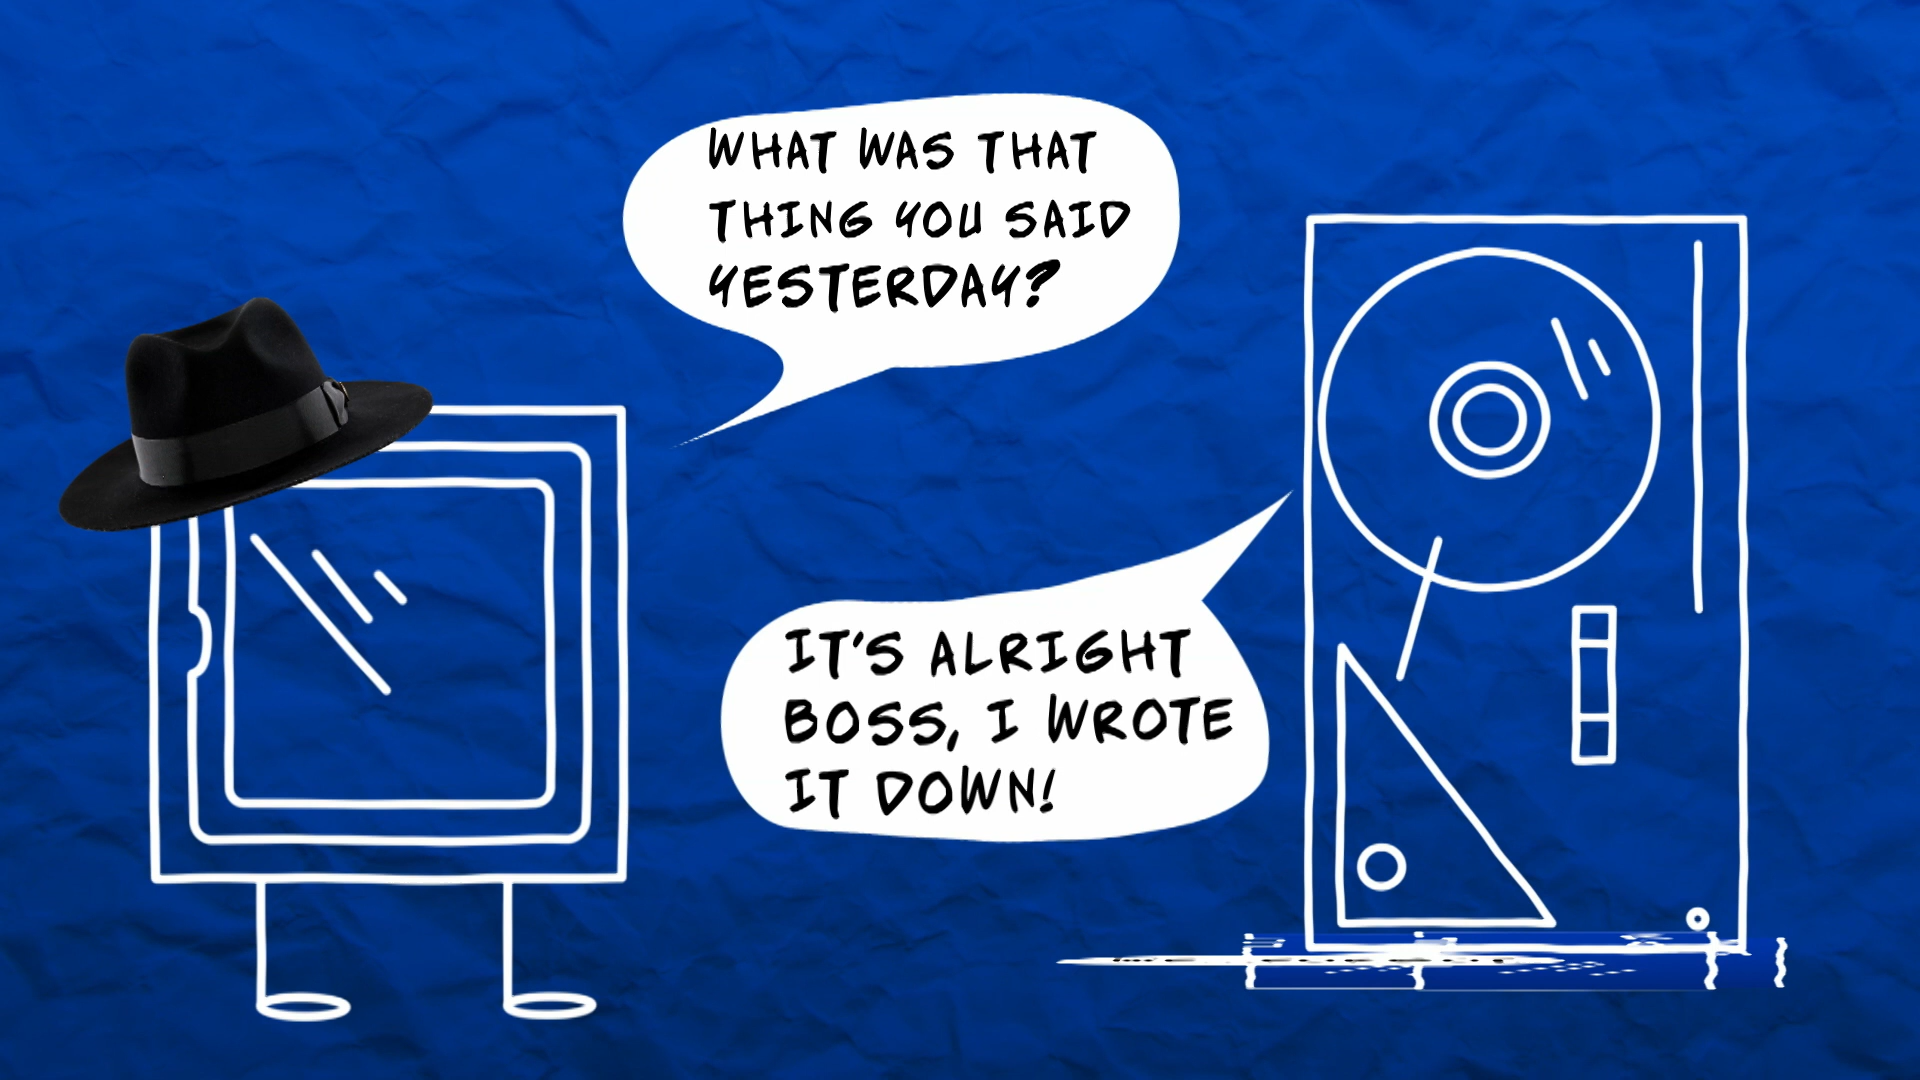 WHAT WAS THAT
THING YOU SAID
YESTERDAY?
IT'S ALRIGHT
BOSS, I WROTE
IT DOWN!